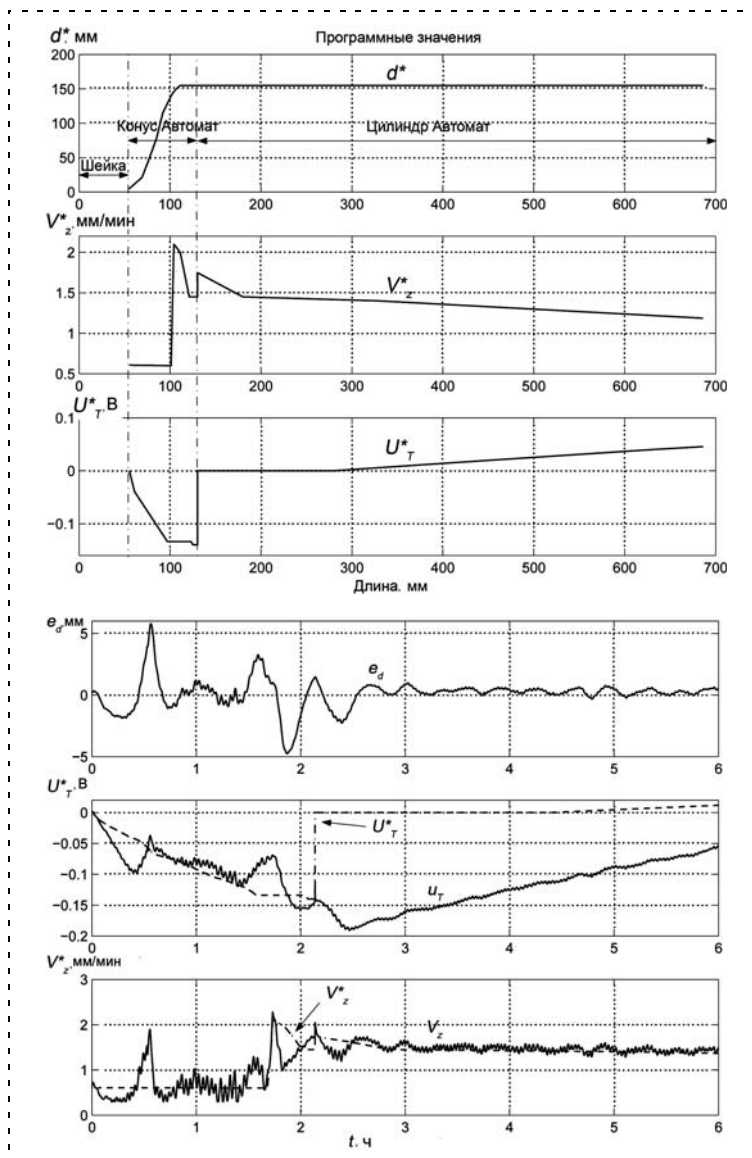 d*. мм Программные значения
200
150
100
50
0
d*
Конус Автомат Цилиндр Автомат
Шейка
0 100 200 300 400 500 600 700
V*z, мм/мин
2
1.5
1
0.5
V*z
0 100 200 300 400 500 600 700
U*T. В
0.1
0
−0.1
U*T
0 100 200 300 400 500 600 700
Длина. мм
ed, мм
5
0
−5
ed
0 1 2 3 4 5 6
U*T. В
0
−0.05
−0.1
−0.15
−0.2
U*T
uT
0 1 2 3 4 5 6
V*z, мм/мин
3
2
1
0
V*z
Vz
0 1 2 3 4 5 6
t. ч